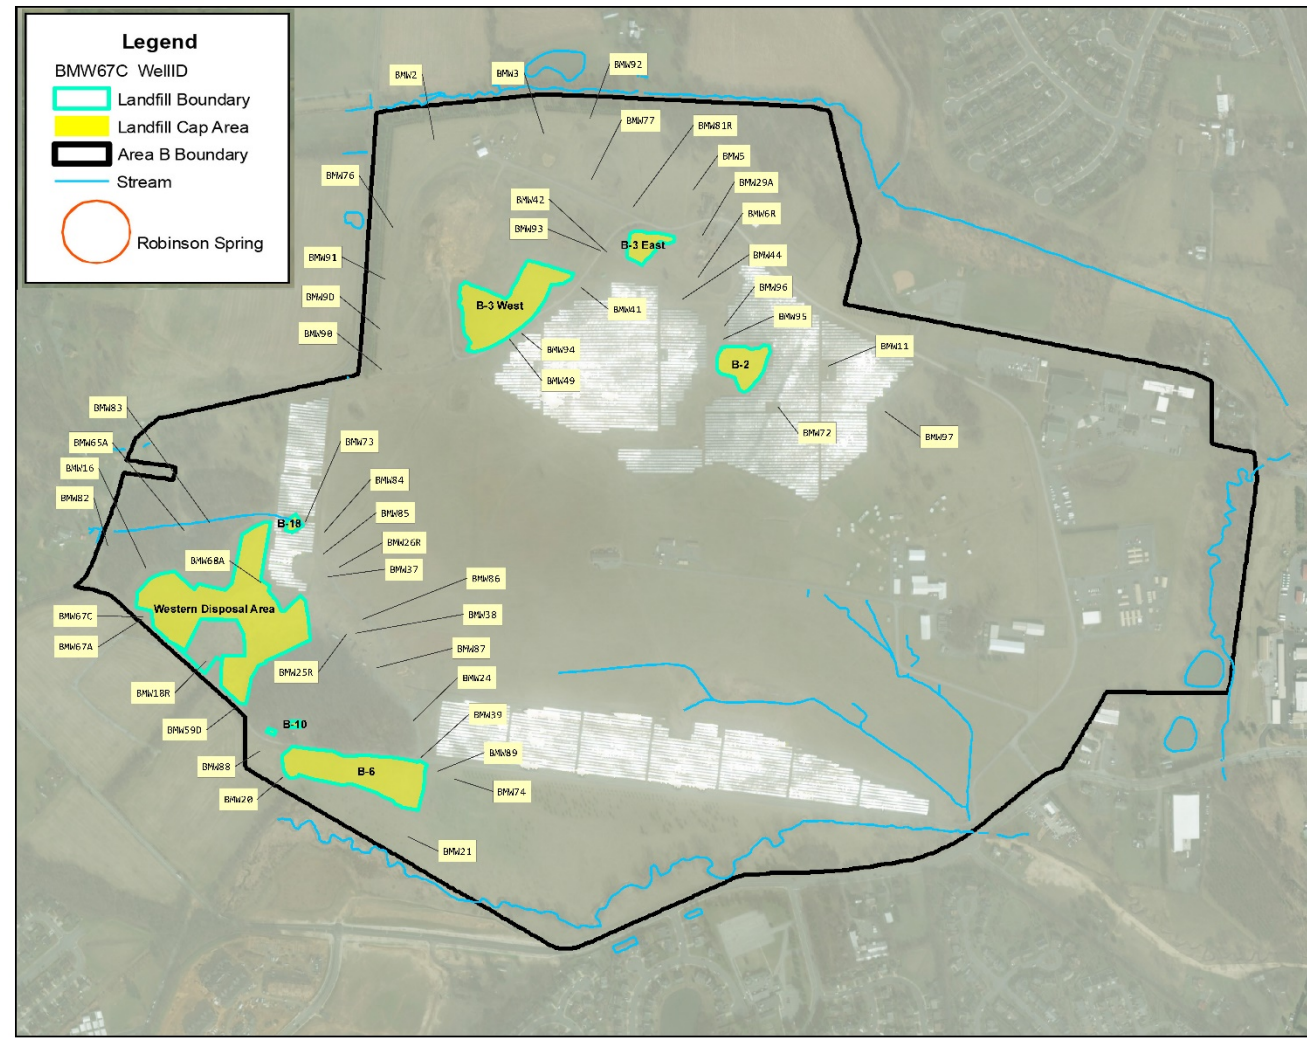 Legend
BMW67C WellID
Landfill Boundary
Landfill Cap Area
Area B Boundary
Stream
Robinson Spring
BMW2
BMW3
BMW92
BMW77
BMW81R
BMW5
BMW76
BMW29A
BMW42
BMW6R
BMW93
B-3 East
BMW91
BMW44
BMW9D
BMW96
B-3 West
BMW41
BMW95
BMW90
BMW94
BMW11
B-2
BMW49
BMW83
BMW72
BMW97
BMW65A
BMW73
BMW16
BMW84
BMW82
BMW85
B-18
BMW26R
BMW68A
BMW37
BMW86
Western Disposal Area
BMW67C
BMW38
BMW67A
BMW87
BMW25R
BMW24
BMW18R
BMW39
B-10
BMW59D
BMW89
BMW88
B-6
BMW74
BMW20
BMW21